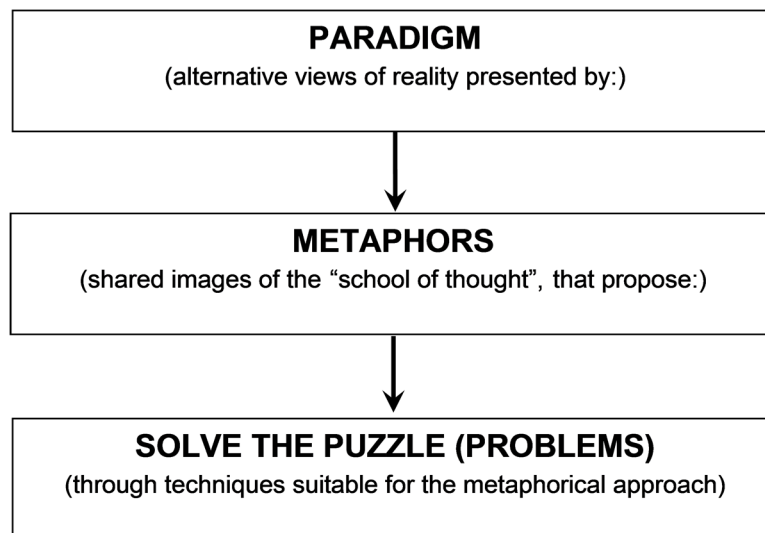 PARADIGM
(alternative views of reality presented by:)
METAPHORS
(shared images of the “school of thought”, that propose:)
SOLVE THE PUZZLE (PROBLEMS)
(through techniques suitable for the metaphorical approach)